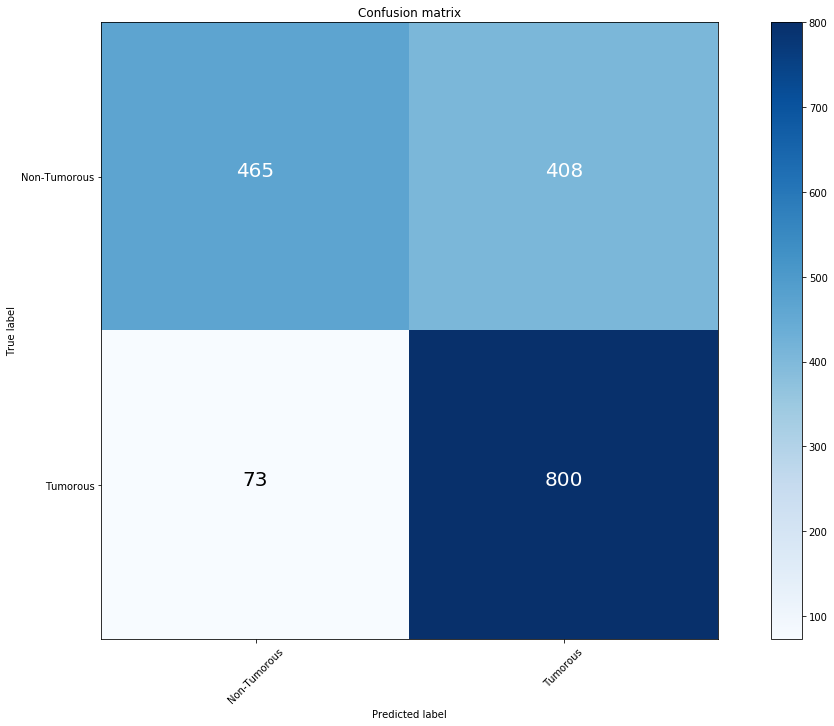 Confusion matrix
True label
Non-Tumorous
465
408
Tumorous
73
800
Non-Tumorous
Tumorous
Predicted label
800
700
600
500
400
300
200
100